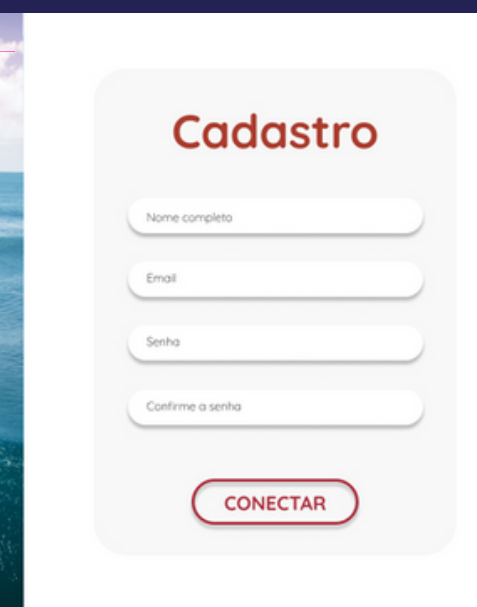 Cadastro
Nome completo
Email
Senha
Confirme a senha
CONECTAR